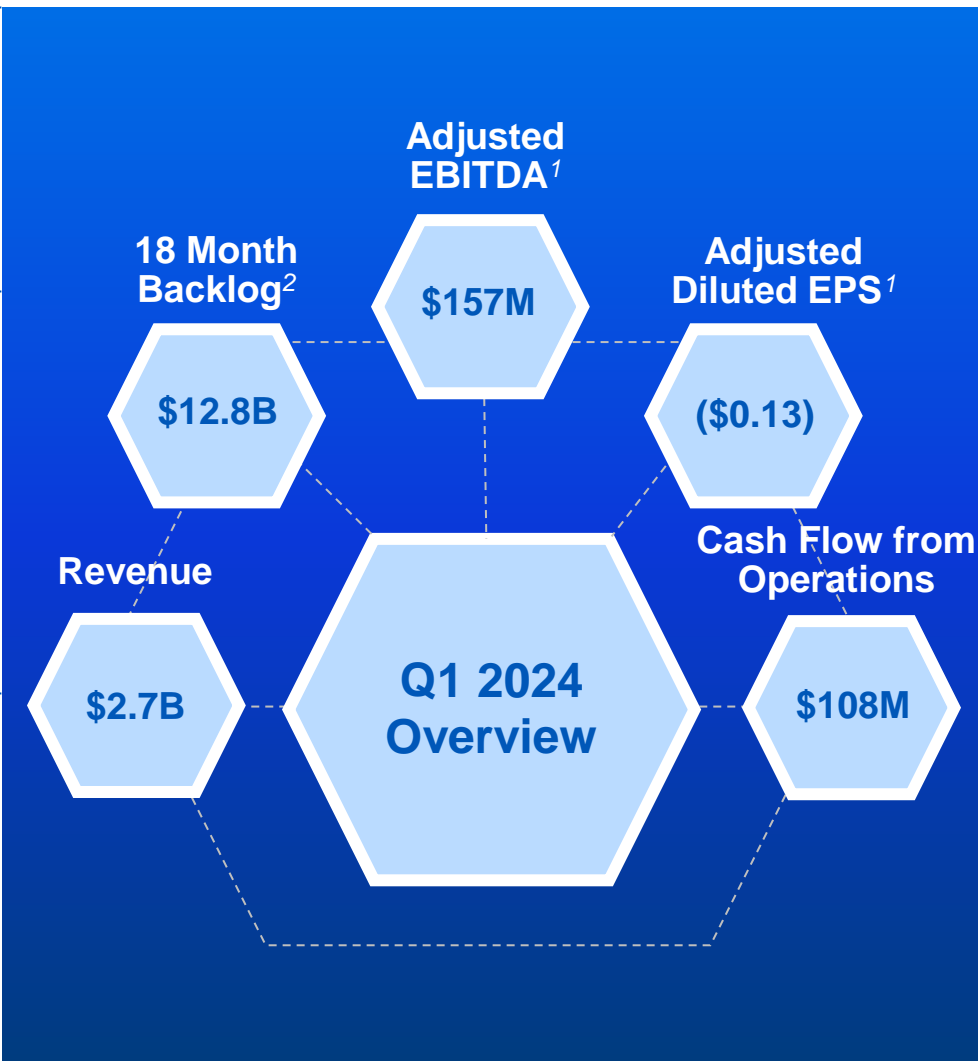 Adjusted
EBITDA1
$157M
18 Month
Backlog2
$12.8B
Adjusted
Diluted EPS1
($0.13)
Revenue
$2.7B
Q1 2024
Overview
Cash Flow from
Operations
$108M